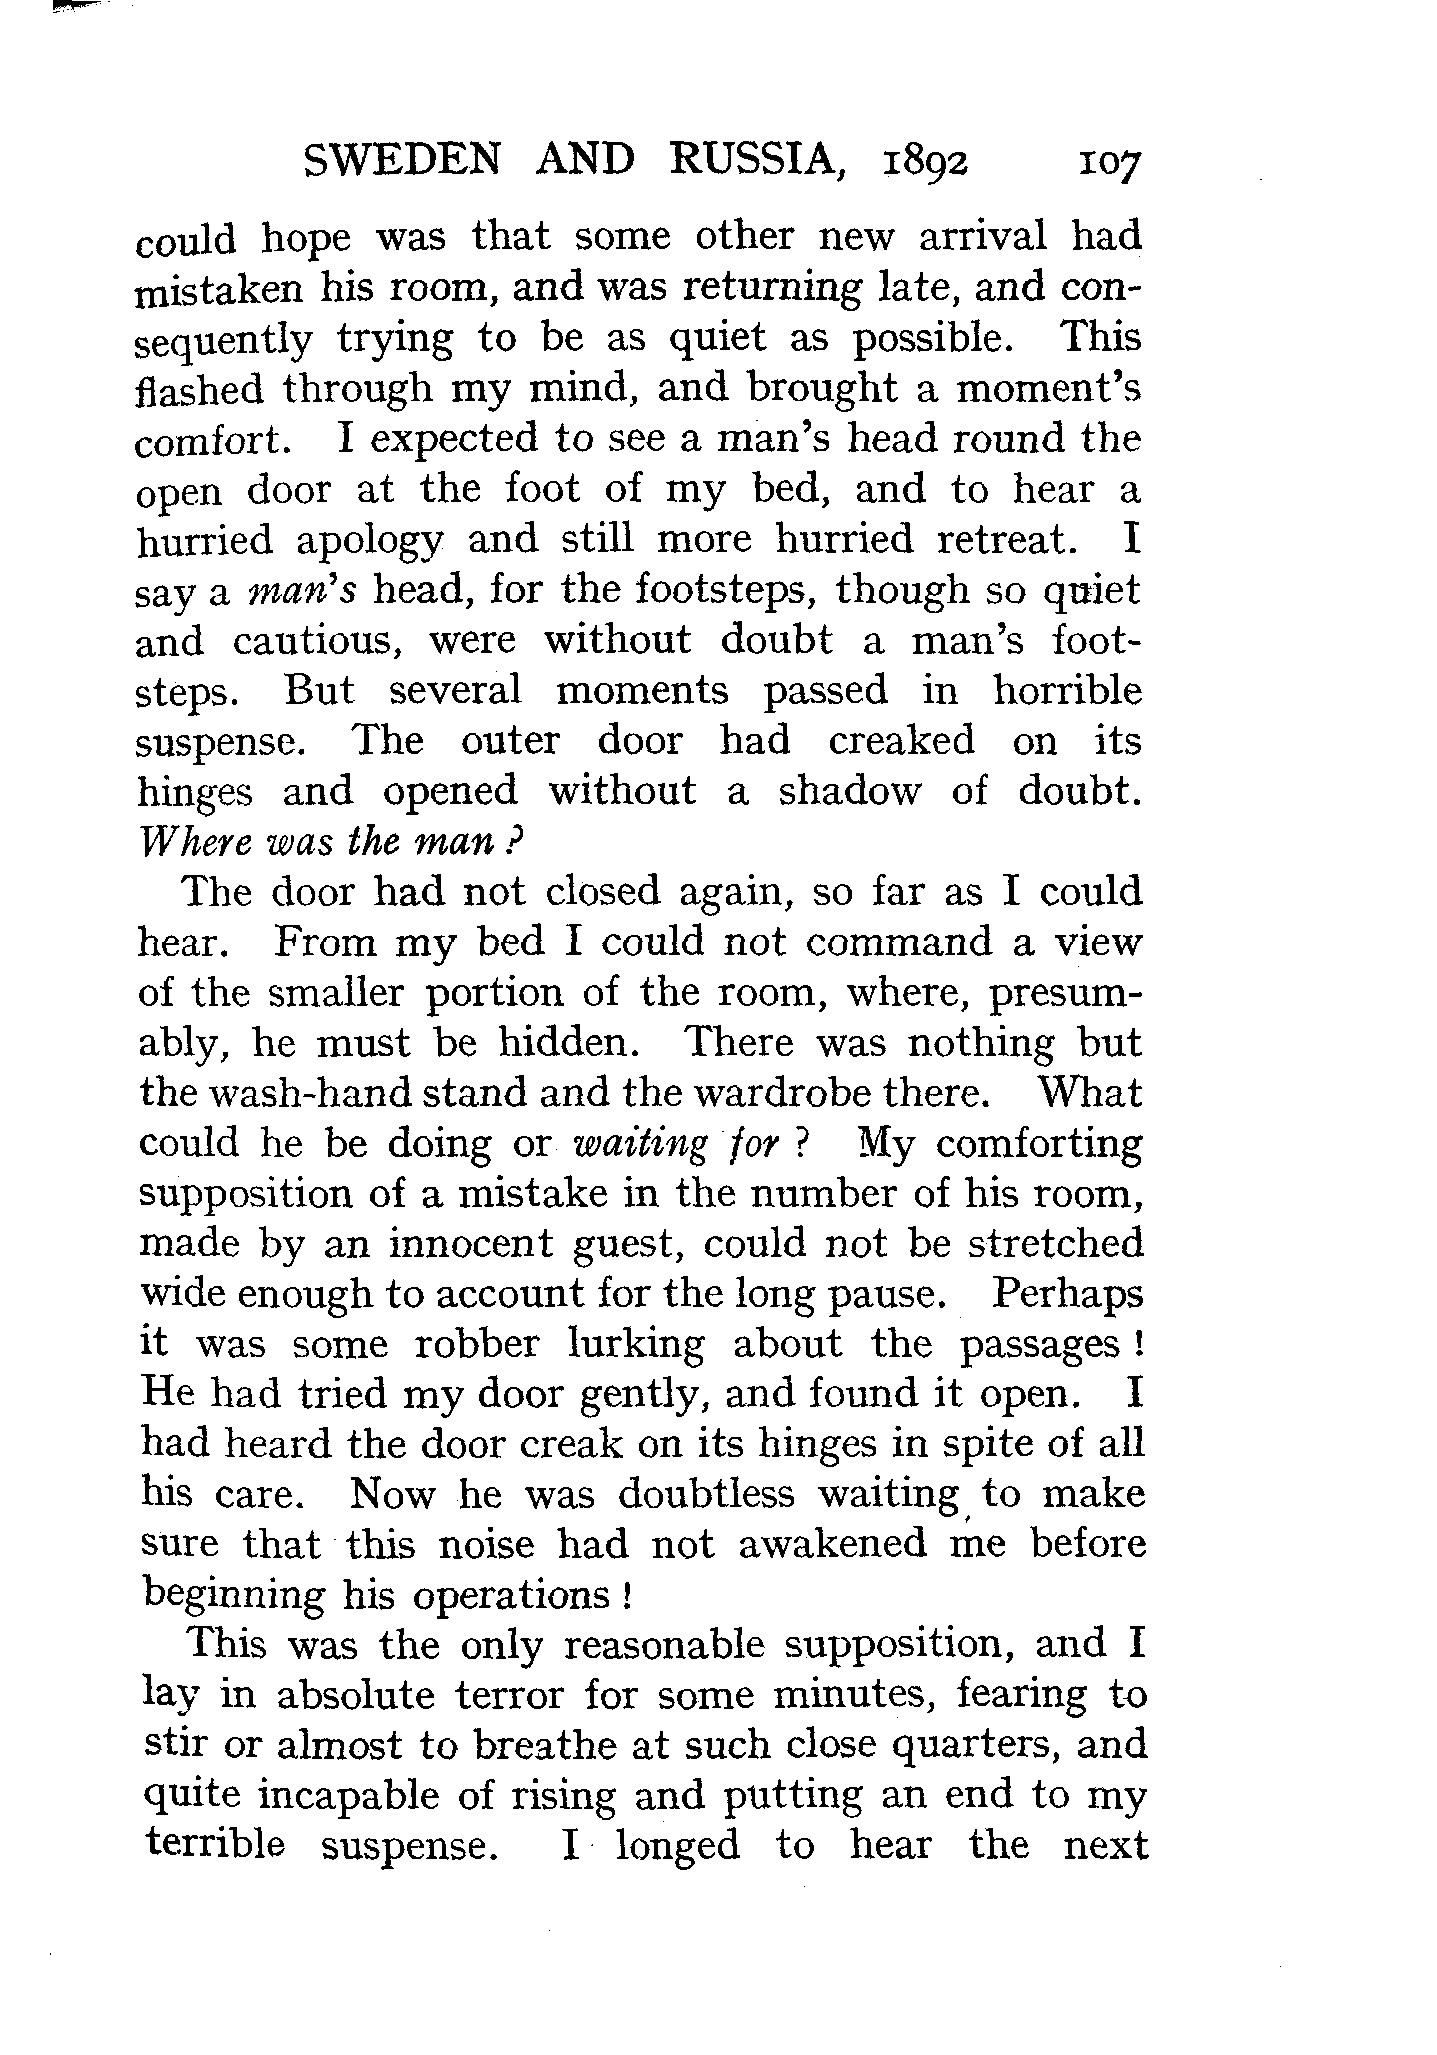 SWEDEN AND RUSSIA, 1892 107
could hope was that some other new arrival had
mistaken his room, and was returning late, and con-
sequently trying to be as quiet as possible. This
flashed through my mind, and brought a moment's
comfort. I expected to see a man's head round the
open door at the foot of my bed, and to hear a
hurried apology and still more hurried retreat. I
say a man's head, for the footsteps, though so quiet
and cautious, were without doubt a man's foot-
steps. But several moments passed in horrible
suspense. The outer door had creaked on its
hinges and opened without a shadow of doubt.
Where was the man ?
The door had not closed again, so far as I could
hear. From my bed I could not command a view
of the smaller portion of the room, where, presum-
ably, he must be hidden. There was nothing but
the wash-hand stand and the wardrobe there. What
could he be doing or waiting for ? My comforting
supposition of a mistake in the number of his room,
made by an innocent guest, could not be stretched
wide enough to account for the long pause. Perhaps
it was some robber lurking about the passages !
He had tried my door gently, and found it open. I
had heard the door creak on its hinges in spite of all
his care. Now he was doubtless waiting to make
sure that this noise had not awakened me before
beginning his operations !
This was the only reasonable supposition, and I
lay in absolute terror for some minutes, fearing to
stir or almost to breathe at such close quarters, and
quite incapable of rising and putting an end to my
terrible suspense. I longed to hear the next